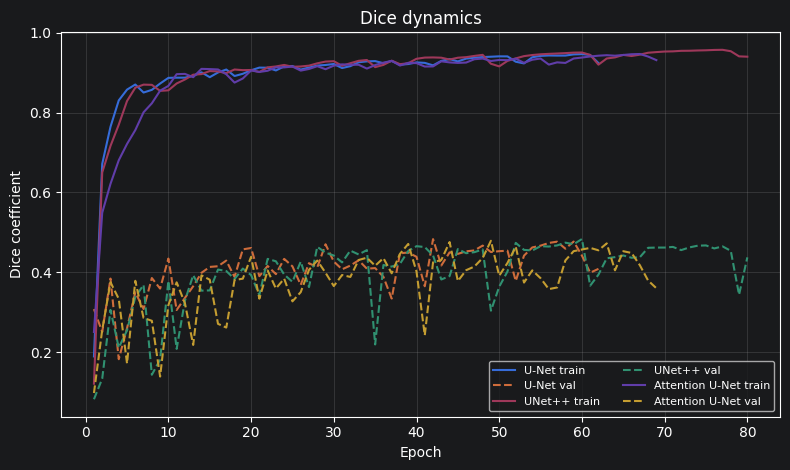 Dice dynamics
1.0
0.8
0.6
0.4
0.2
Dice coefficient
0
10
20
30
40
50
60
70
80
Epoch
U-Net train
U-Net val
UNet++ train
UNet++ val
Attention U-Net train
Attention U-Net val